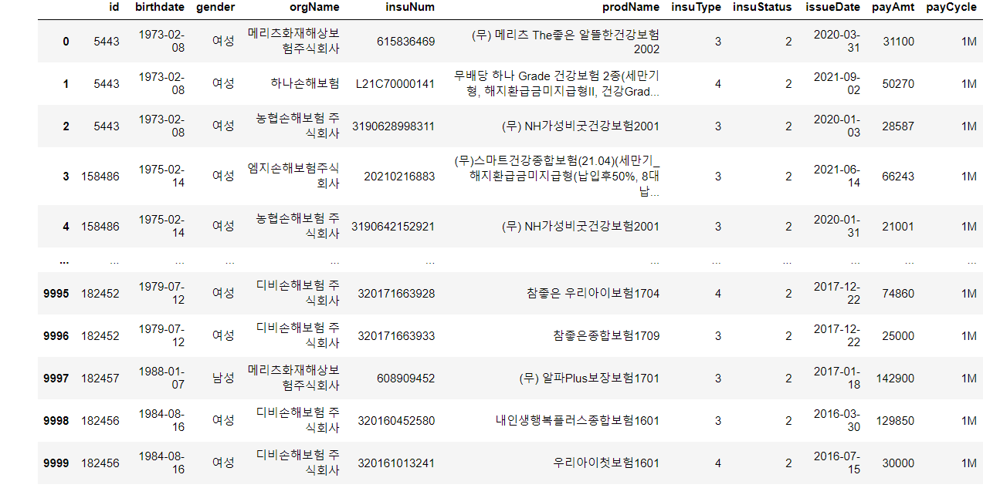 id birthdate gender orgName insuNum prodName insuType insuStatus issueDate payAmt payCycle
0 5443 1973-02-08 여성 메리츠화재해상보험주식회사 615836469 (무) 메리츠 The좋은 알뜰한건강보험2002 3 2 2020-03-31 31100 1M
1 5443 1973-02-08 여성 하나손해보험 L21C70000141 무배당 하나 Grade 건강보험 2종(세만기형, 해지환급금미지급형II, 건강Grad... 4 2 2021-09-02 50270 1M
2 5443 1973-02-08 여성 농협손해보험 주식회사 3190628998311 (무) NH가성비굿건강보험2001 3 2 2020-01-03 28587 1M
3 158486 1975-02-14 여성 엠지손해보험주식회사 20210216883 (무)스마트건강종합보험(21.04)(세만기_해지환급금미지급형(납입후50%, 8대납... 3 2 2021-06-14 66243 1M
4 158486 1975-02-14 여성 농협손해보험 주식회사 3190642152921 (무) NH가성비굿건강보험2001 3 2 2020-01-31 21001 1M
... ... ... ... ... ... ... ... ... ... ... ...
9995 182452 1979-07-12 여성 디비손해보험 주식회사 320171663928 참좋은 우리아이보험1704 4 2 2017-12-22 74860 1M
9996 182452 1979-07-12 여성 디비손해보험 주식회사 320171663933 참좋은종합보험1709 3 2 2017-12-22 25000 1M
9997 182457 1988-01-07 남성 메리츠화재해상보험주식회사 608909452 (무) 알파Plus보장보험1701 3 2 2017-01-18 142900 1M
9998 182456 1984-08-16 여성 디비손해보험 주식회사 320160452580 내인생행복플러스종합보험1601 3 2 2016-03-30 129850 1M
9999 182456 1984-08-16 여성 디비손해보험 주식회사 320161013241 우리아이첫보험1601 4 2 2016-07-15 30000 1M